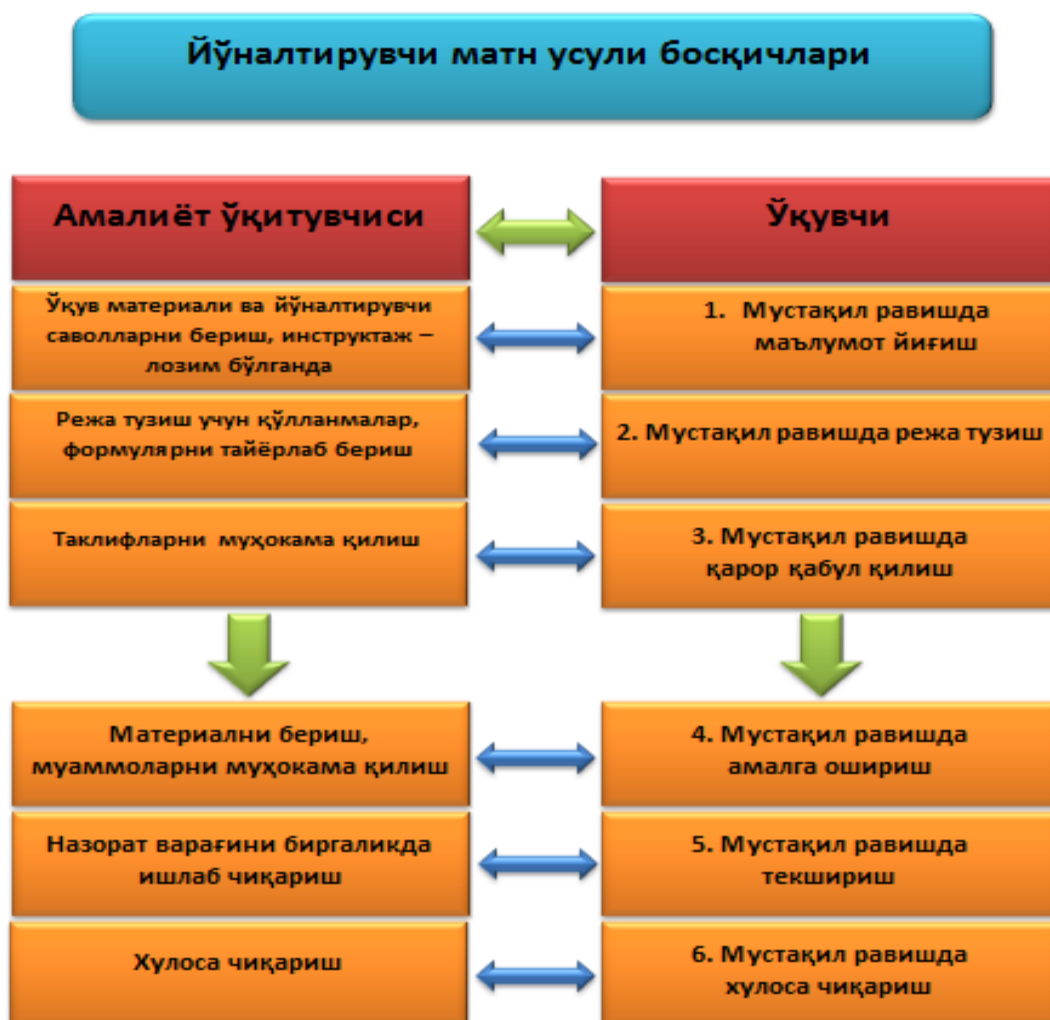 Йўналтирувчи матн усули босқичлари
Амалиёт ўқитувчиси
Ўқувчи
Ўқув материали ва йўналтирувчи
саволларни бериш, инструктаж –
лозим бўлганда
1. Мустақил равишда
маълумот йиғиш
Режа тузиш учун қўлланмалар,
формулярни тайёрлаб бериш
2. Мустақил равишда режа тузиш
Таклифларни муҳокама қилиш
3. Мустақил равишда
қарор қабул қилиш
Материални бериш,
муаммоларни муҳокама қилиш
4. Мустақил равишда
амалга ошириш
Назорат варағини биргаликда
ишлаб чиқариш
5. Мустақил равишда
текшириш
Хулоса чиқариш
6. Мустақил равишда
хулоса чиқариш